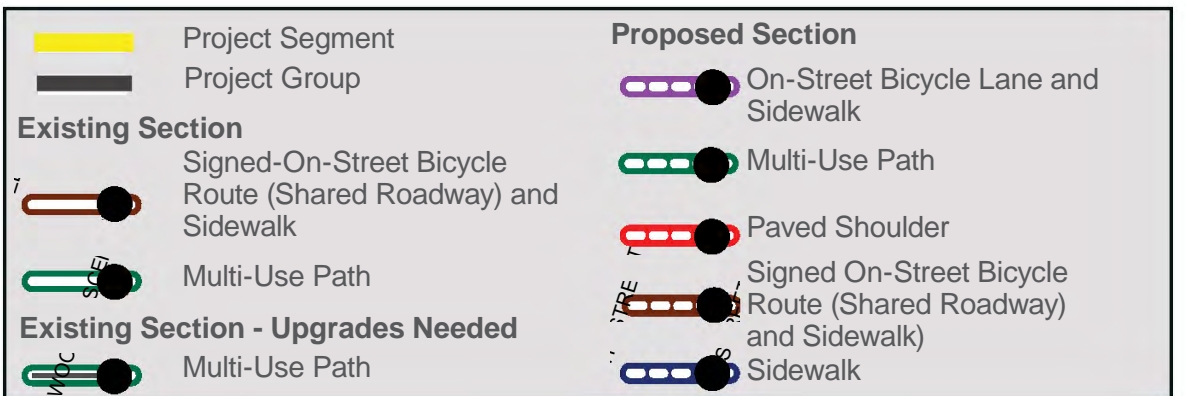 Project Segment
Project Group
Existing Section
Signed-On-Street Bicycle
Route (Shared Roadway) and
Sidewalk
Multi-Use Path
Existing Section - Upgrades Needed
Multi-Use Path
Proposed Section
On-Street Bicycle Lane and
Sidewalk
Multi-Use Path
Paved Shoulder
Signed On-Street Bicycle
Route (Shared Roadway)
and Sidewalk)
Sidewalk